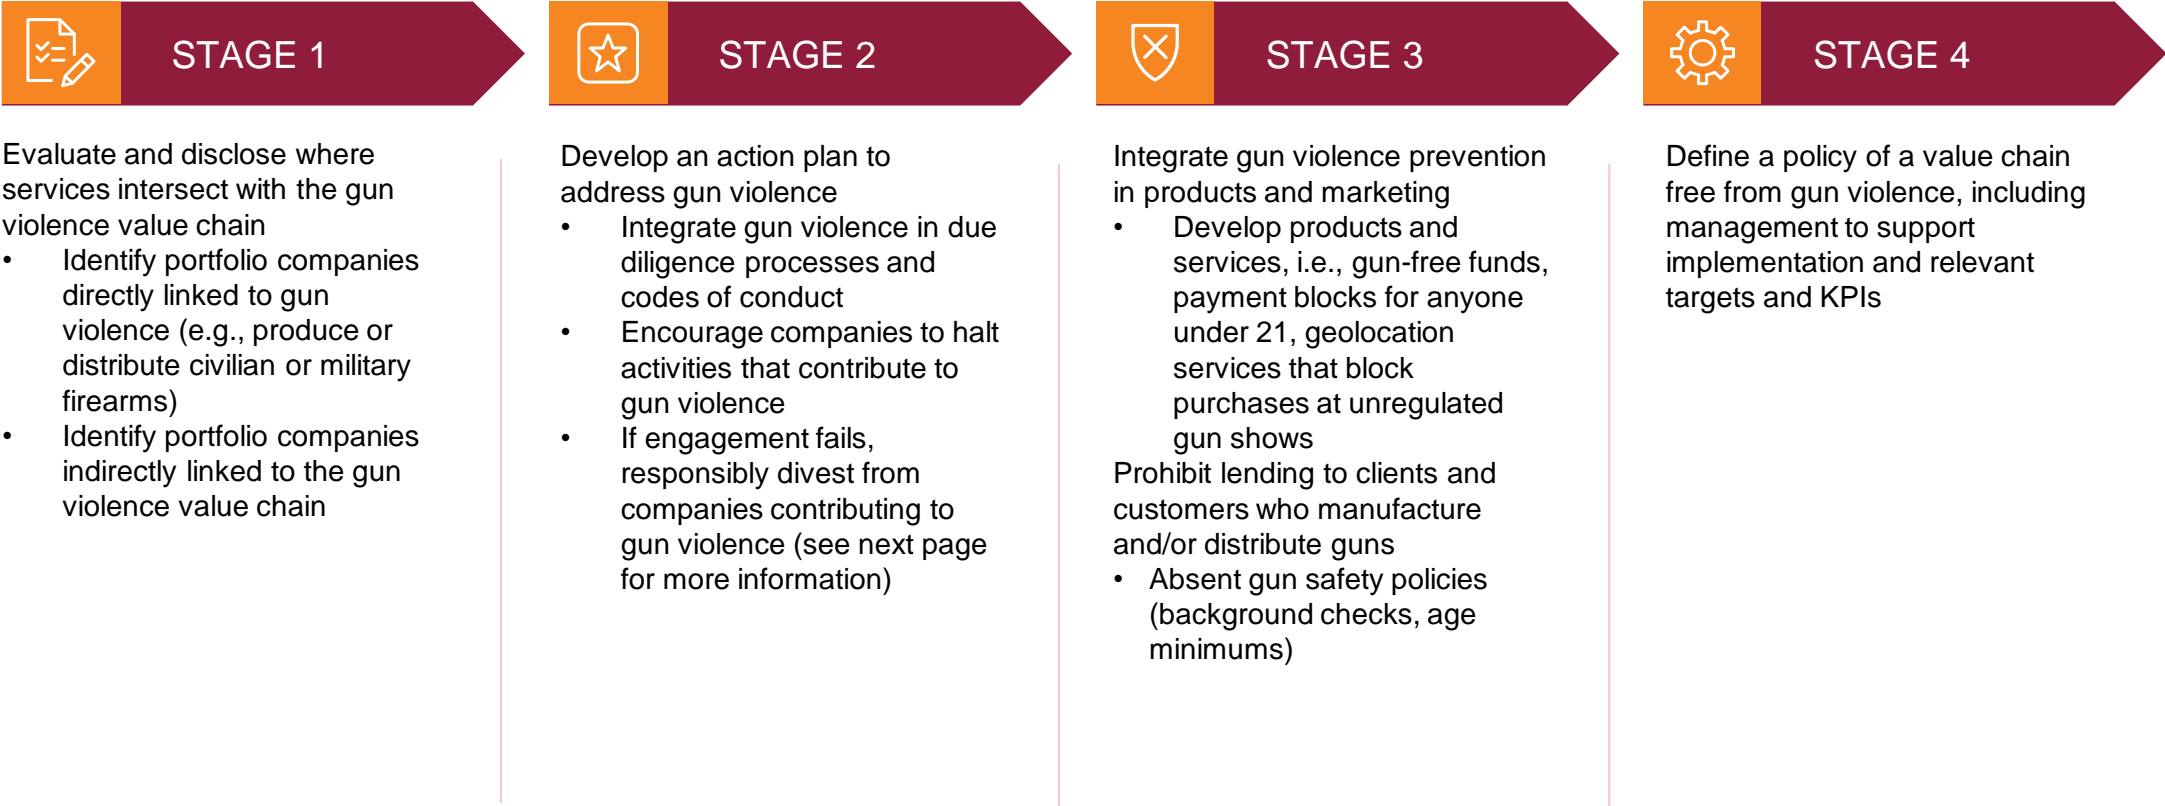 STAGE 1
Evaluate and disclose where
services intersect with the gun
violence value chain
• Identify portfolio companies
directly linked to gun
violence (e.g., produce or
distribute civilian or military
firearms)
• Identify portfolio companies
indirectly linked to the gun
violence value chain
STAGE 2
Develop an action plan to
address gun violence
• Integrate gun violence in due
diligence processes and
codes of conduct
• Encourage companies to halt
activities that contribute to
gun violence
• If engagement fails,
responsibly divest from
companies contributing to
gun violence (see next page
for more information)
STAGE 3
Integrate gun violence prevention
in products and marketing
• Develop products and
services, i.e., gun-free funds,
payment blocks for anyone
under 21, geolocation
services that block
purchases at unregulated
gun shows
Prohibit lending to clients and
customers who manufacture
and/or distribute guns
• Absent gun safety policies
(background checks, age
minimums)
STAGE 4
Define a policy of a value chain
free from gun violence, including
management to support
implementation and relevant
targets and KPIs